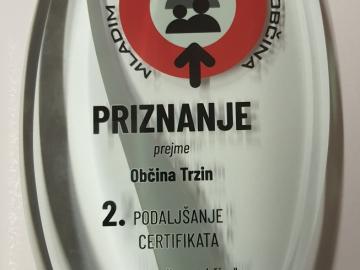 MLADIM
OBČINA
PRIZNANJE
prejme
Občina Trzin
2. PODALJŠANJE
CERTIFIKATA